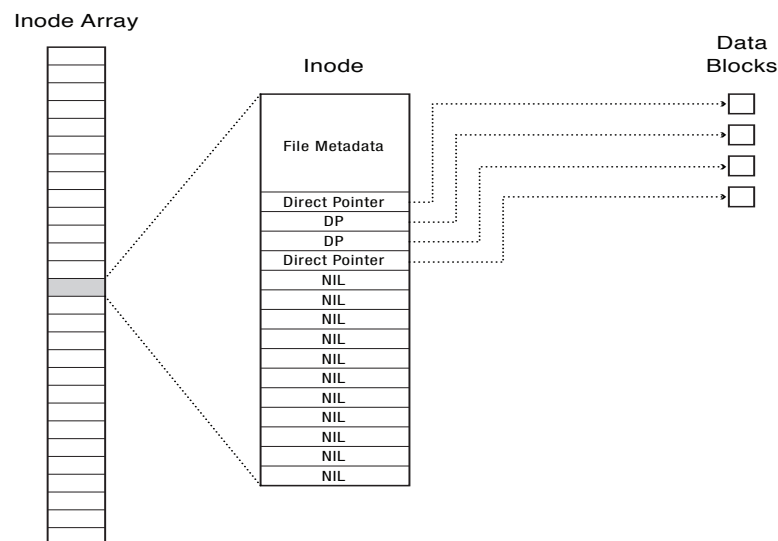 Inode Array
Inode
Data
Blocks
File Metadata
Direct Pointer
DP
DP
Direct Pointer
NIL
NIL
NIL
NIL
NIL
NIL
NIL
NIL
NIL
NIL
NIL